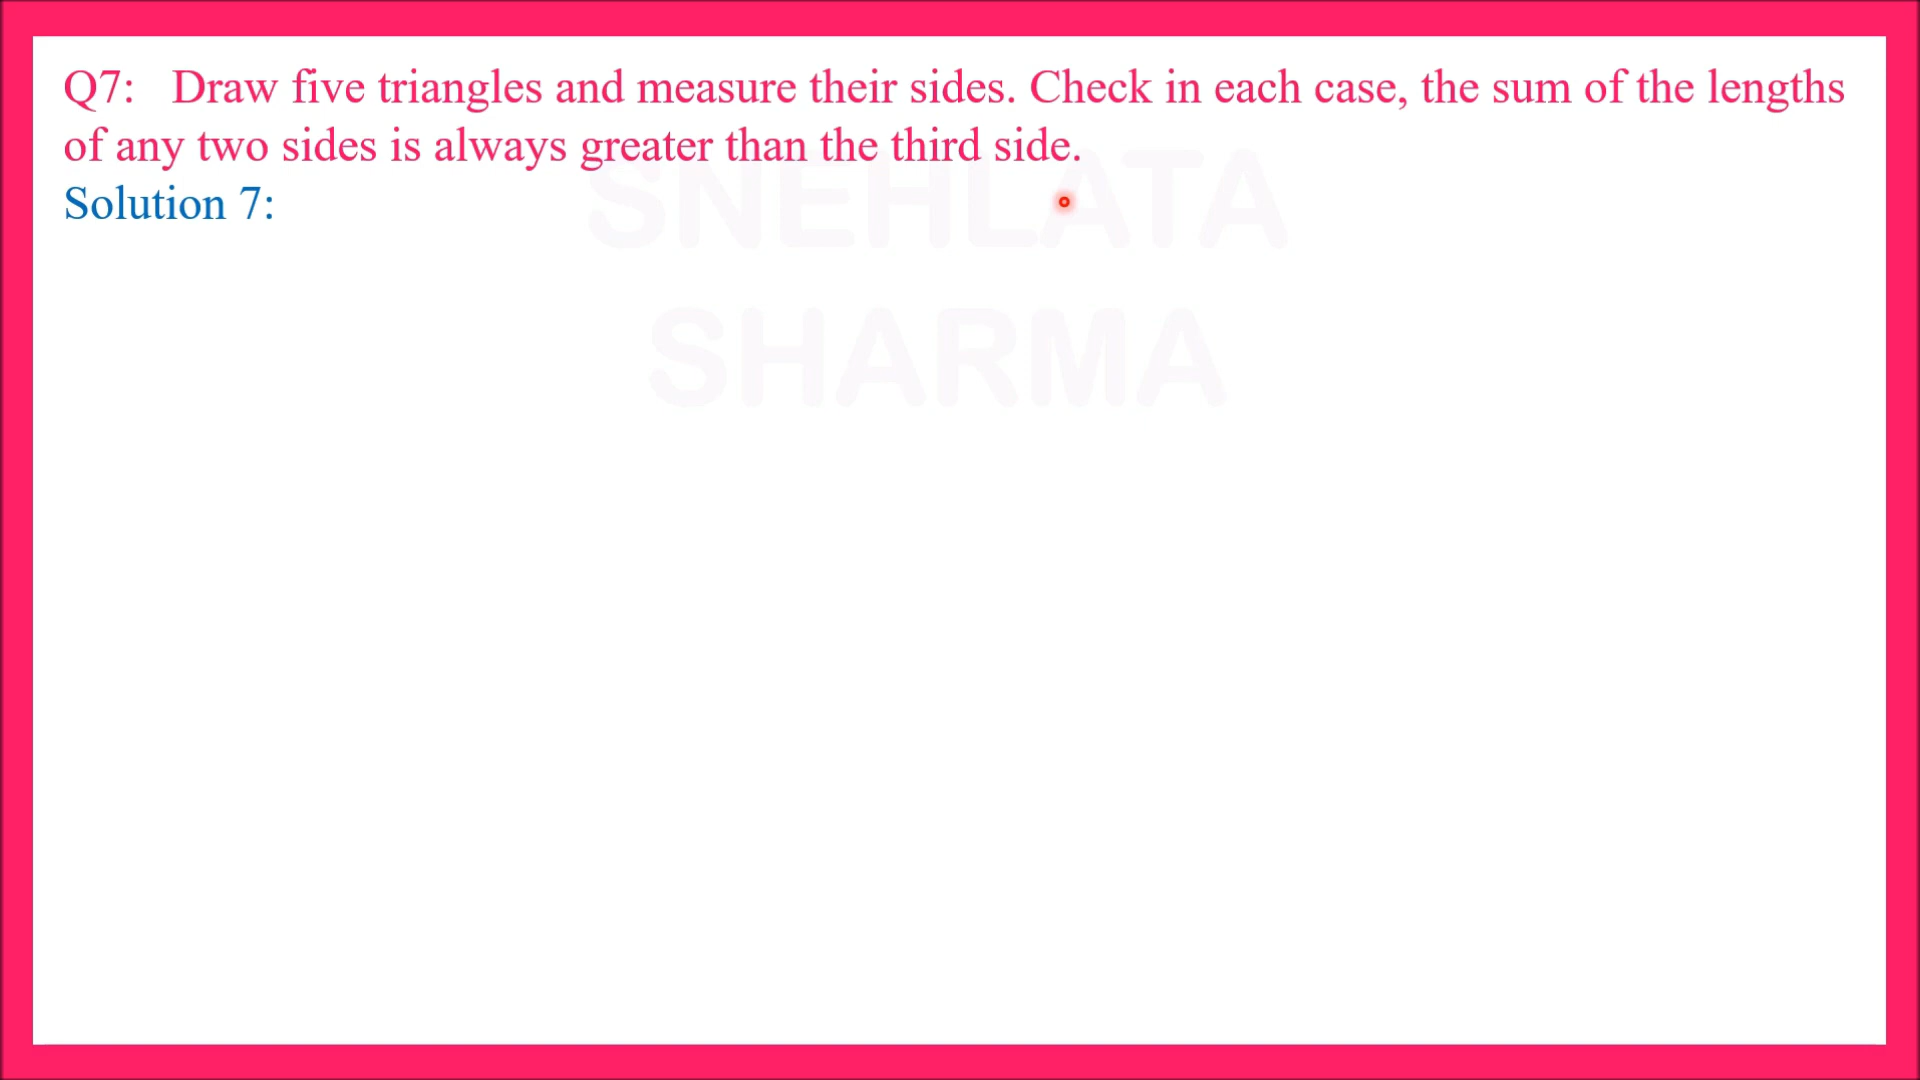 Q7: Draw five triangles and measure their sides. Check in each case, the sum of the lengths
of any two sides is always greater than the third side.
Solution 7:
SNEHLATA
SHARMA